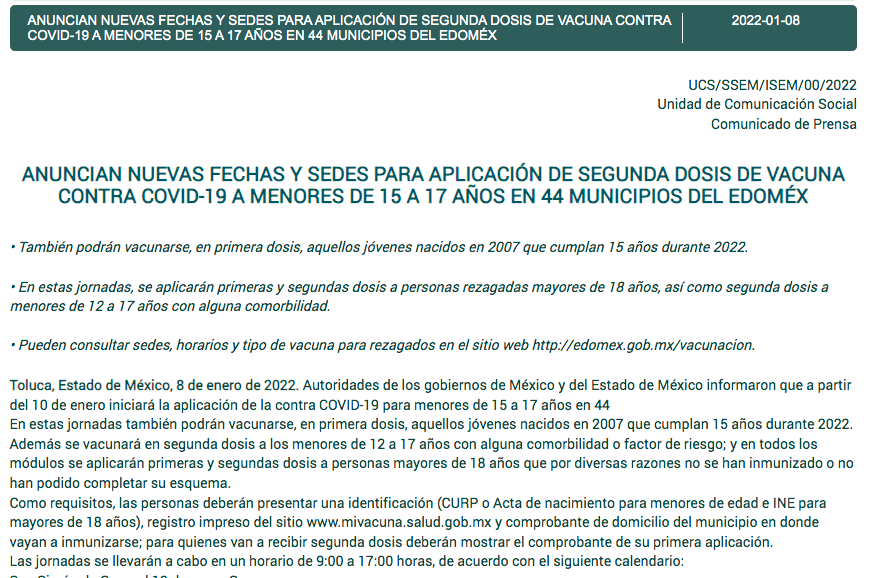 ANUNCIAN NUEVAS FECHAS Y SEDES PARA APLICACIÓN DE SEGUNDA DOSIS DE VACUNA CONTRA
COVID-19 A MENORES DE 15 A 17 AÑOS EN 44 MUNICIPIOS DEL EDOMÉX
2022-01-08
UCS/SSEM/ISEM/00/2022
Unidad de Comunicación Social
Comunicado de Prensa
ANUNCIAN NUEVAS FECHAS Y SEDES PARA APLICACIÓN DE SEGUNDA DOSIS DE VACUNA
CONTRA COVID-19 A MENORES DE 15 A 17 AÑOS EN 44 MUNICIPIOS DEL EDOMÉX
• También podrán vacunarse, en primera dosis, aquellos jóvenes nacidos en 2007 que cumplan 15 años durante 2022.
• En estas jornadas, se aplicarán primeras y segundas dosis a personas rezagadas mayores de 18 años, así como segunda dosis a
menores de 12 a 17 años con alguna comorbilidad.
• Pueden consultar sedes, horarios y tipo de vacuna para rezagados en el sitio web http://edomex.gob.mx/vacunacion.
Toluca, Estado de México, 8 de enero de 2022. Autoridades de los gobiernos de México y del Estado de México informaron que a partir
del 10 de enero iniciará la aplicación de la contra COVID-19 para menores de 15 a 17 años en 44
En estas jornadas también podrán vacunarse, en primera dosis, aquellos jóvenes nacidos en 2007 que cumplan 15 años durante 2022.
Además se vacunará en segunda dosis a los menores de 12 a 17 años con alguna comorbilidad o factor de riesgo; y en todos los
módulos se aplicarán primeras y segundas dosis a personas mayores de 18 años que por diversas razones no se han inmunizado o no
han podido completar su esquema.
Como requisitos, las personas deberán presentar una identificación (CURP o Acta de nacimiento para menores de edad e INE para
mayores de 18 años), registro impreso del sitio www.mivacuna.salud.gob.mx y comprobante de domicilio del municipio en donde
vayan a inmunizarse; para quienes van a recibir segunda dosis deberán mostrar el comprobante de su primera aplicación.
Las jornadas se llevarán a cabo en un horario de 9:00 a 17:00 horas, de acuerdo con el siguiente calendario: